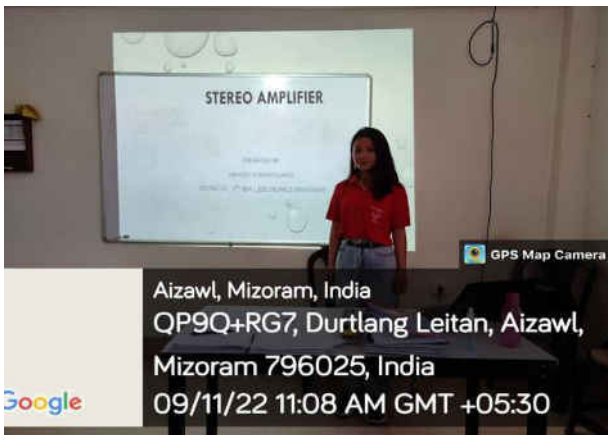 STEREO AMPLIFIER
GPS Map Camera
Aizawl, Mizoram, India
QP9Q+RG7, Durtlang Leitan, Aizawl,
Mizoram 796025, India
09/11/22 11:08 AM GMT +05:30
Google